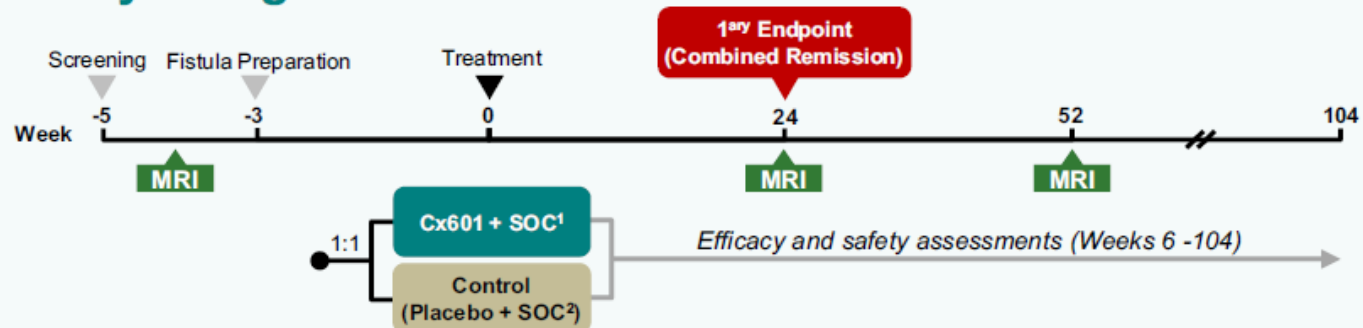 1ary Endpoint
(Combined Remission)
Screening Fistula Preparation Treatment
Week -5 -3 0 24 52 104
MRI MRI MRI
1:1
Cx601 + SOC1
Control
(Placebo + SOC2)
Efficacy and safety assessments (Weeks 6 -104)